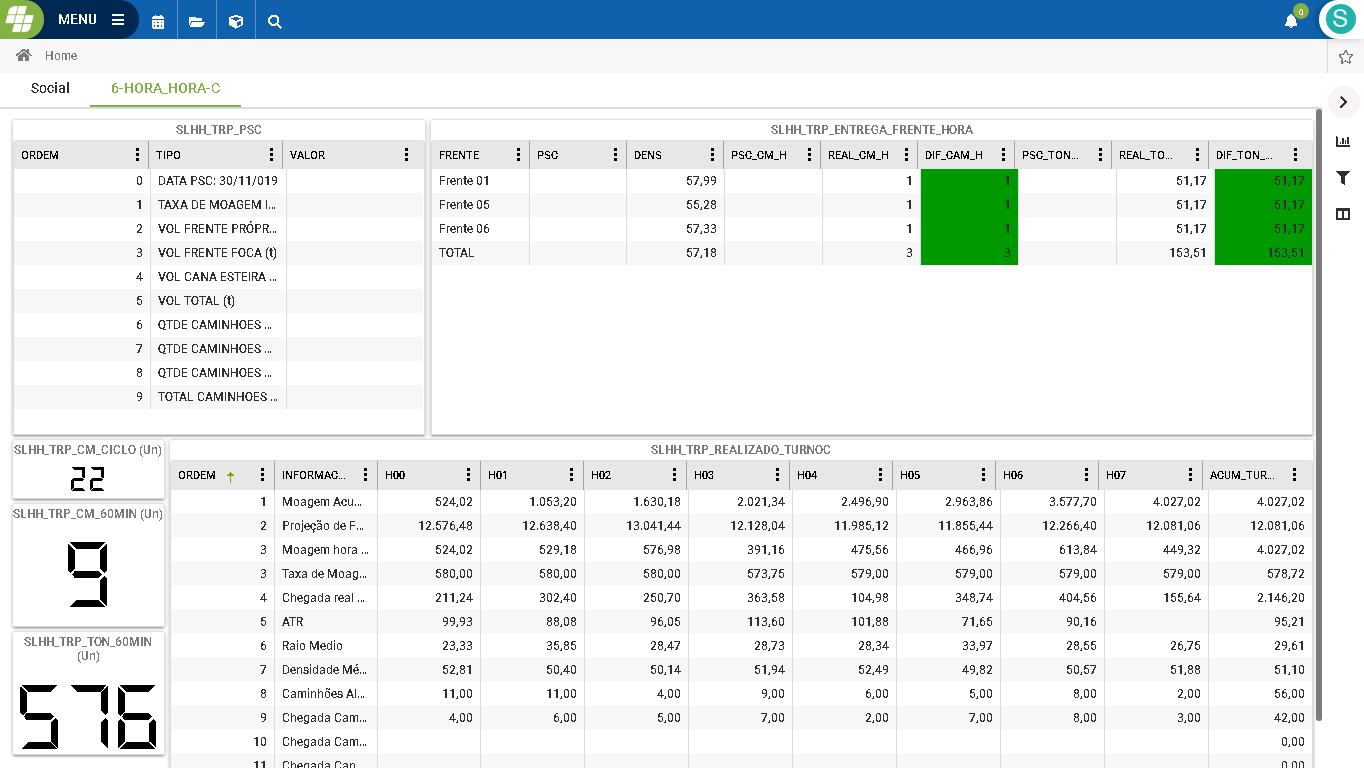 MENU
0
S
Home
Social 6-HORA_HORA-C
SLHH_TRP_PSC
ORDEM TIPO VALOR
0 DATA PSC: 30/11/019
1 TAXA DE MOAGEM I...
2 VOL FRENTE PRÓPR...
3 VOL FRENTE FOCA (t)
4 VOL CANA ESTEIRA ...
5 VOL TOTAL (t)
6 QTDE CAMINHOES ...
7 QTDE CAMINHOES ...
8 QTDE CAMINHOES ...
9 TOTAL CAMINHOES ...
SLHH_TRP_ENTREGA_FRENTE_HORA
FRENTE PSC DENS PSC_CM_H REAL_CM_H DIF_CAM_H PSC_TON... REAL_TO... DIF_TON_...
Frente 01 57,99 1 1 51,17 51,17
Frente 05 55,28 1 1 51,17 51,17
Frente 06 57,33 1 1 51,17 51,17
TOTAL 57,18 3 3 153,51 153,51
SLHH_TRP_CM_CICLO (Un)
22
SLHH_TRP_CM_60MIN (Un)
9
SLHH_TRP_TON_60MIN
(Un)
576
SLHH_TRP_REALIZADO_TURNOC
ORDEM INFORMAC... H00 H01 H02 H03 H04 H05 H06 H07 ACUM_TUR...
1 Moagem Acu... 524,02 1.053,20 1.630,18 2.021,34 2.496,90 2.963,86 3.577,70 4.027,02 4.027,02
2 Projeção de F... 12.576,48 12.638,40 13.041,44 12.128,04 11.985,12 11.855,44 12.266,40 12.081,06 12.081,06
3 Moagem hora ... 524,02 529,18 576,98 391,16 475,56 466,96 613,84 449,32 4.027,02
3 Taxa de Moag... 580,00 580,00 580,00 573,75 579,00 579,00 579,00 579,00 578,72
4 Chegada real ... 211,24 302,40 250,70 363,58 104,98 348,74 404,56 155,64 2.146,20
5 ATR 99,93 88,08 96,05 113,60 101,88 71,65 90,16 95,21
6 Raio Medio 23,33 35,85 28,47 28,73 28,34 33,97 28,55 26,75 29,61
7 Densidade Mé... 52,81 50,40 50,14 51,94 52,49 49,82 50,57 51,88 51,10
8 Caminhões Al... 11,00 11,00 4,00 9,00 6,00 5,00 8,00 2,00 56,00
9 Chegada Cam... 4,00 6,00 5,00 7,00 2,00 7,00 8,00 3,00 42,00
10 Chegada Cam... 0,00
11 Chegada Can... 0,00